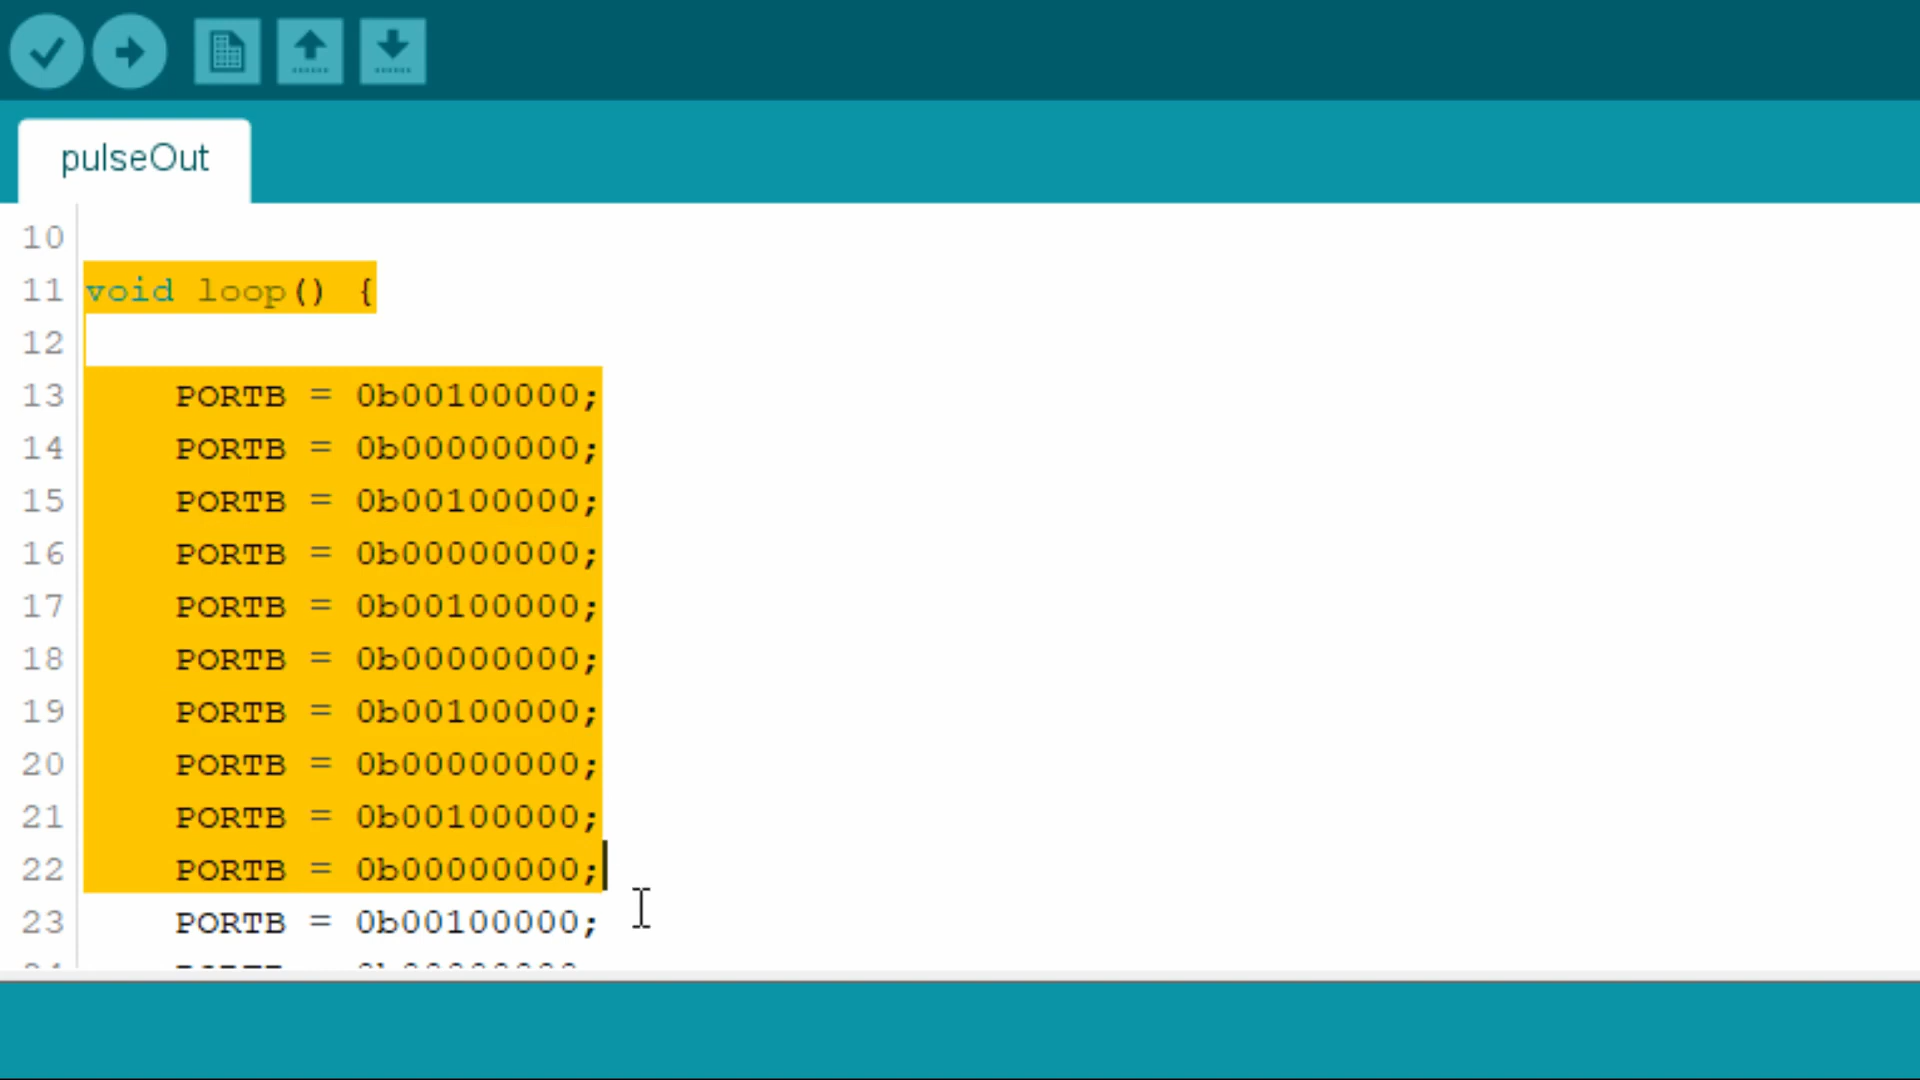 pulseOut
10
11 void loop() {
12
13 PORTB = 0b00100000;
14 PORTB = 0b00000000;
15 PORTB = 0b00100000;
16 PORTB = 0b00000000;
17 PORTB = 0b00100000;
18 PORTB = 0b00000000;
19 PORTB = 0b00100000;
20 PORTB = 0b00000000;
21 PORTB = 0b00100000;
22 PORTB = 0b00000000;
23 PORTB = 0b00100000;